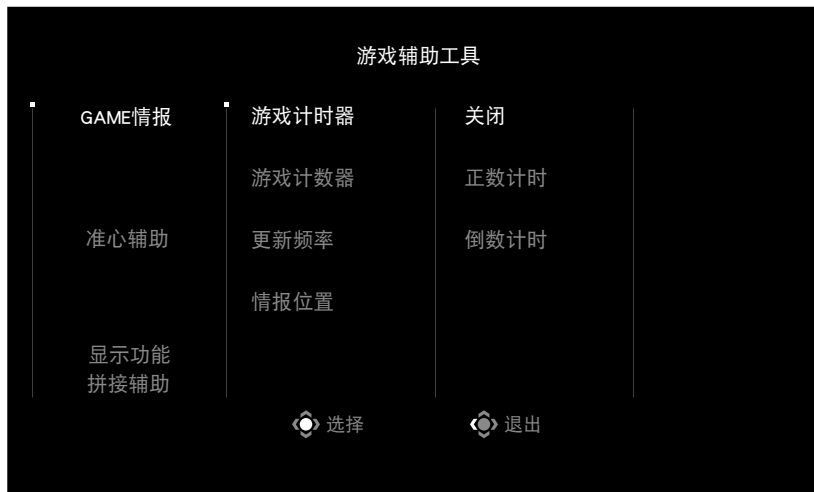 游戏辅助工具
GAME情报
游戏计时器
关闭
游戏计数器
正数计时
准心辅助
更新频率
倒数计时
情报位置
显示功能
拼接辅助
选择
退出